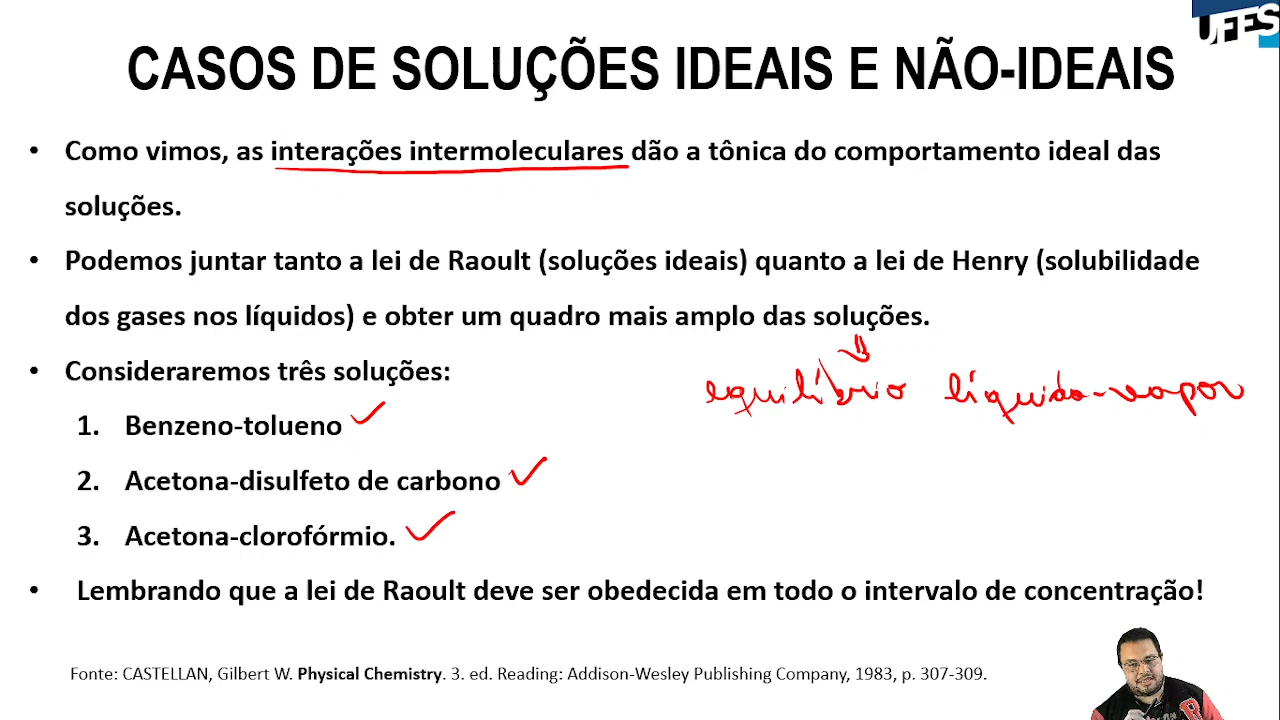 UFES
CASOS DE SOLUÇÕES IDEAIS E NÃO-IDEAIS
• Como vimos, as interações intermoleculares dão a tônica do comportamento ideal das
soluções.
• Podemos juntar tanto a lei de Raoult (soluções ideais) quanto a lei de Henry (solubilidade
dos gases nos líquidos) e obter um quadro mais amplo das soluções.
• Consideraremos três soluções:
equilíbrio líquido-vapor
1. Benzeno-tolueno
2. Acetona-disulfeto de carbono
3. Acetona-clorofórmio.
• Lembrando que a lei de Raoult deve ser obedecida em todo o intervalo de concentração!
Fonte: CASTELLAN, Gilbert W. Physical Chemistry. 3. ed. Reading: Addison-Wesley Publishing Company, 1983, p. 307-309.
R